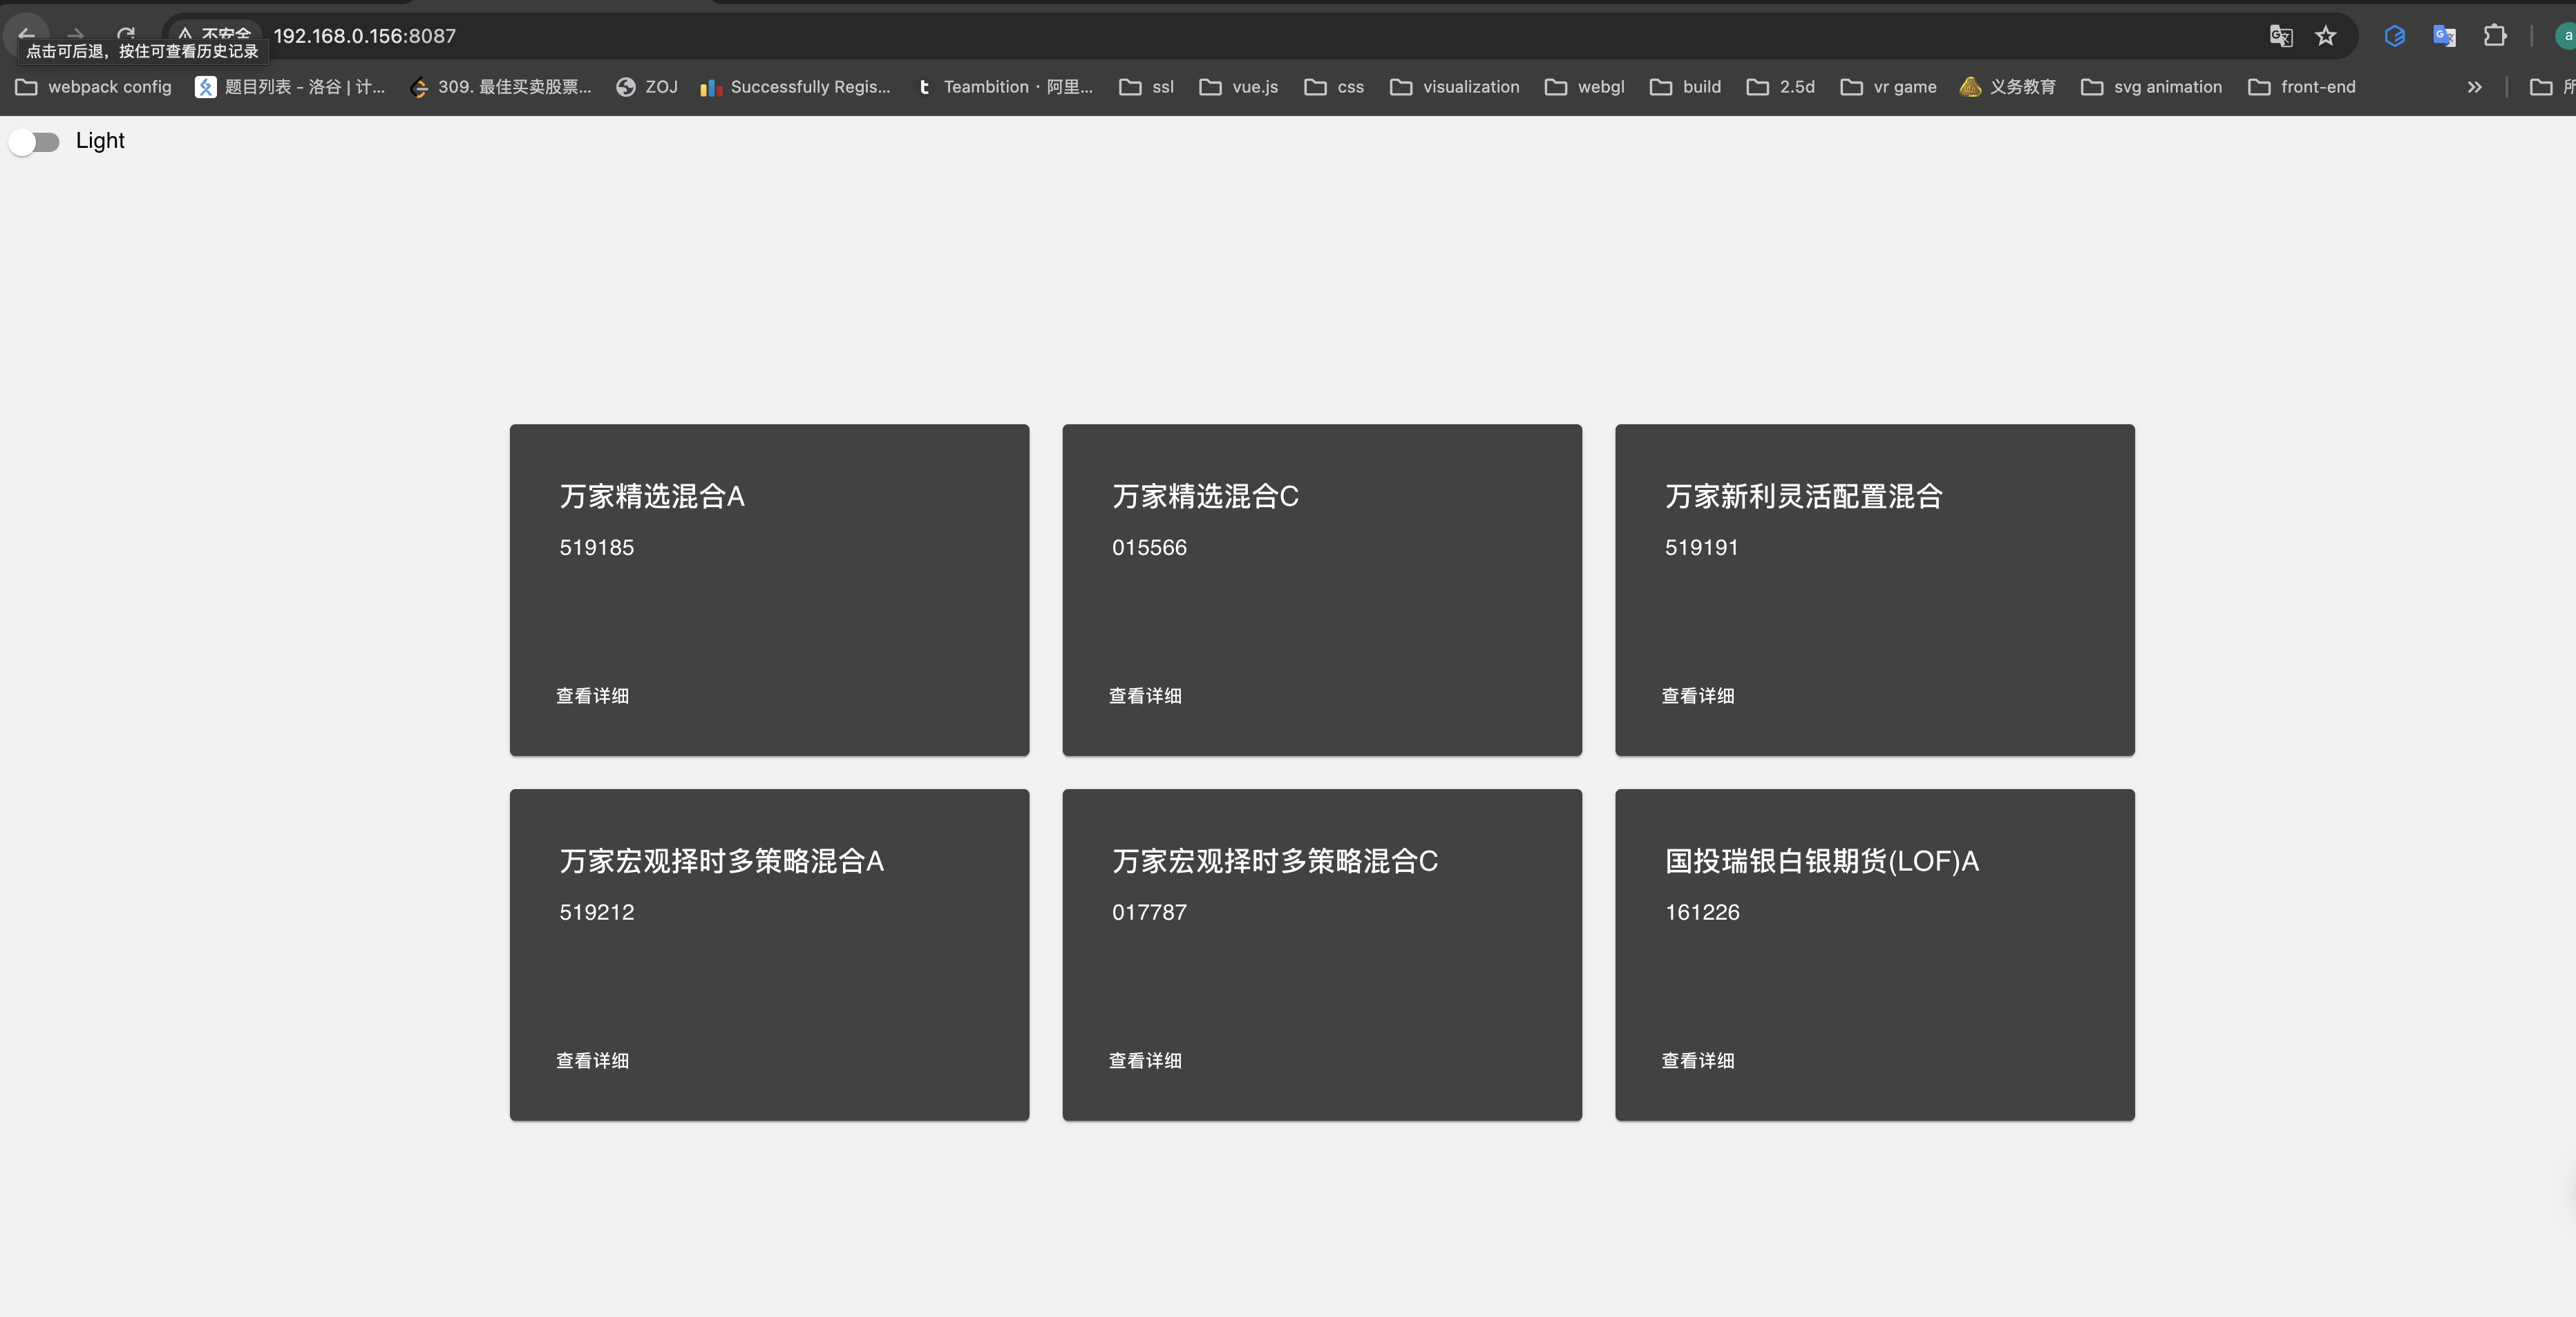 不安全
192.168.0.156:8087
a
点击可后退，按住可查看历史记录
webpack config
题目列表 - 洛谷 | 计...
309. 最佳买卖股票...
ZOJ
Successfully Regis...
Teambition · 阿里...
ssl
vue.js
css
visualization
webgl
build
2.5d
vr game
义务教育
svg animation
front-end
Light
万家精选混合A
519185
查看详细
万家精选混合C
015566
查看详细
万家新利灵活配置混合
519191
查看详细
万家宏观择时多策略混合A
519212
查看详细
万家宏观择时多策略混合C
017787
查看详细
国投瑞银白银期货(LOF)A
161226
查看详细